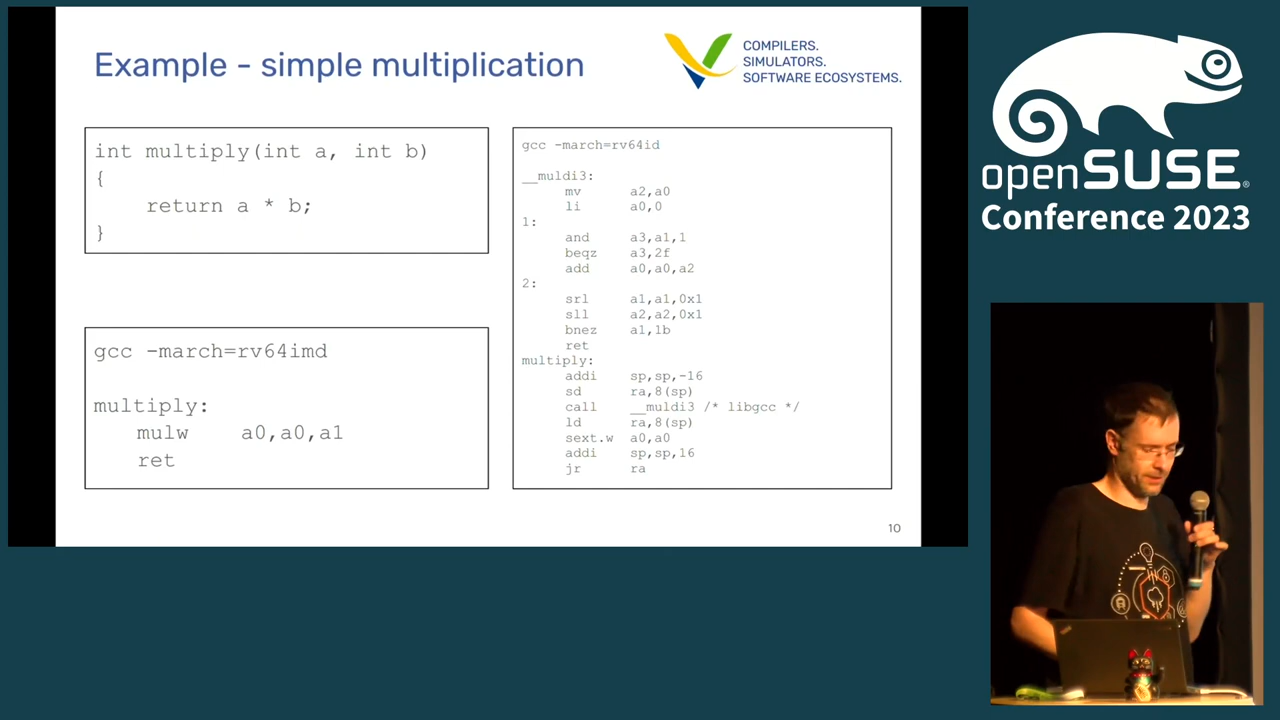 Example - simple multiplication
COMPILERS.
SIMULATORS.
SOFTWARE ECOSYSTEMS.
int multiply(int a, int b)
{
return a * b;
}
gcc -march=rv64imd
multiply:
mulw a0,a0,a1
ret
gcc -march=rv64id
__muldi3:
mv a2,a0
li a0,0
1:
and a3,a1,1
beqz a3,2f
add a0,a0,a2
2:
srl a1,a1,0x1
sll a2,a2,0x1
bnez a1,1b
ret
multiply:
addi sp,sp,-16
sd ra,8(sp)
call __muldi3 /* libgcc */
ld ra,8(sp)
sext.w a0,a0
addi sp,sp,16
jr ra
10
openSUSE®
Conference 2023